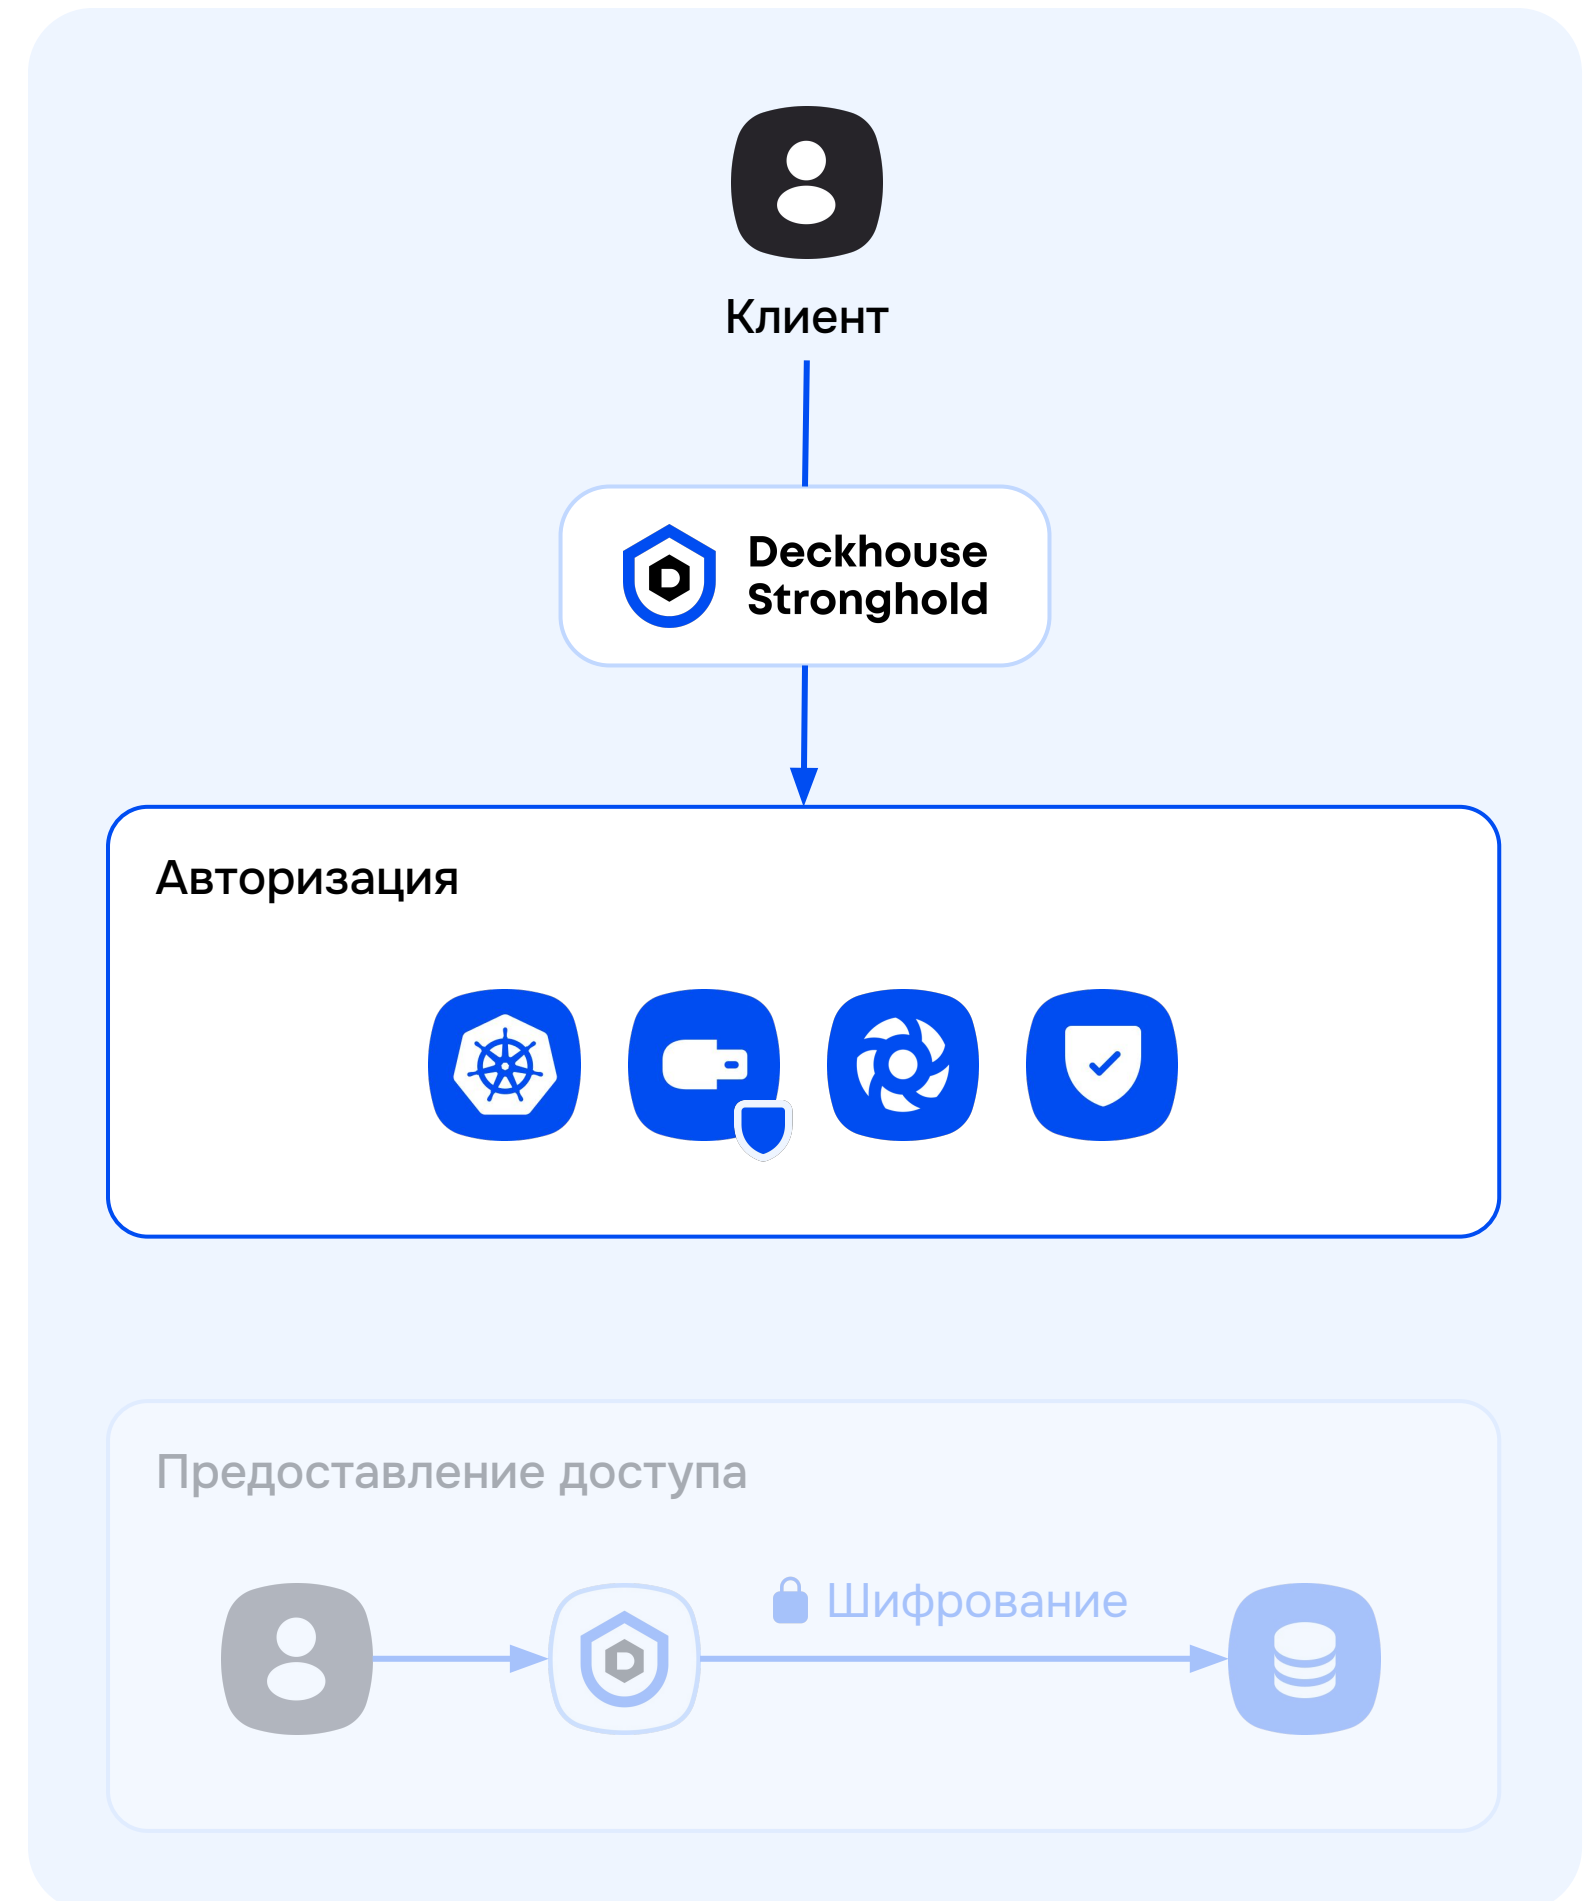 Клиент
Deckhouse
Stronghold
Авторизация
Предоставление доступа
Шифрование